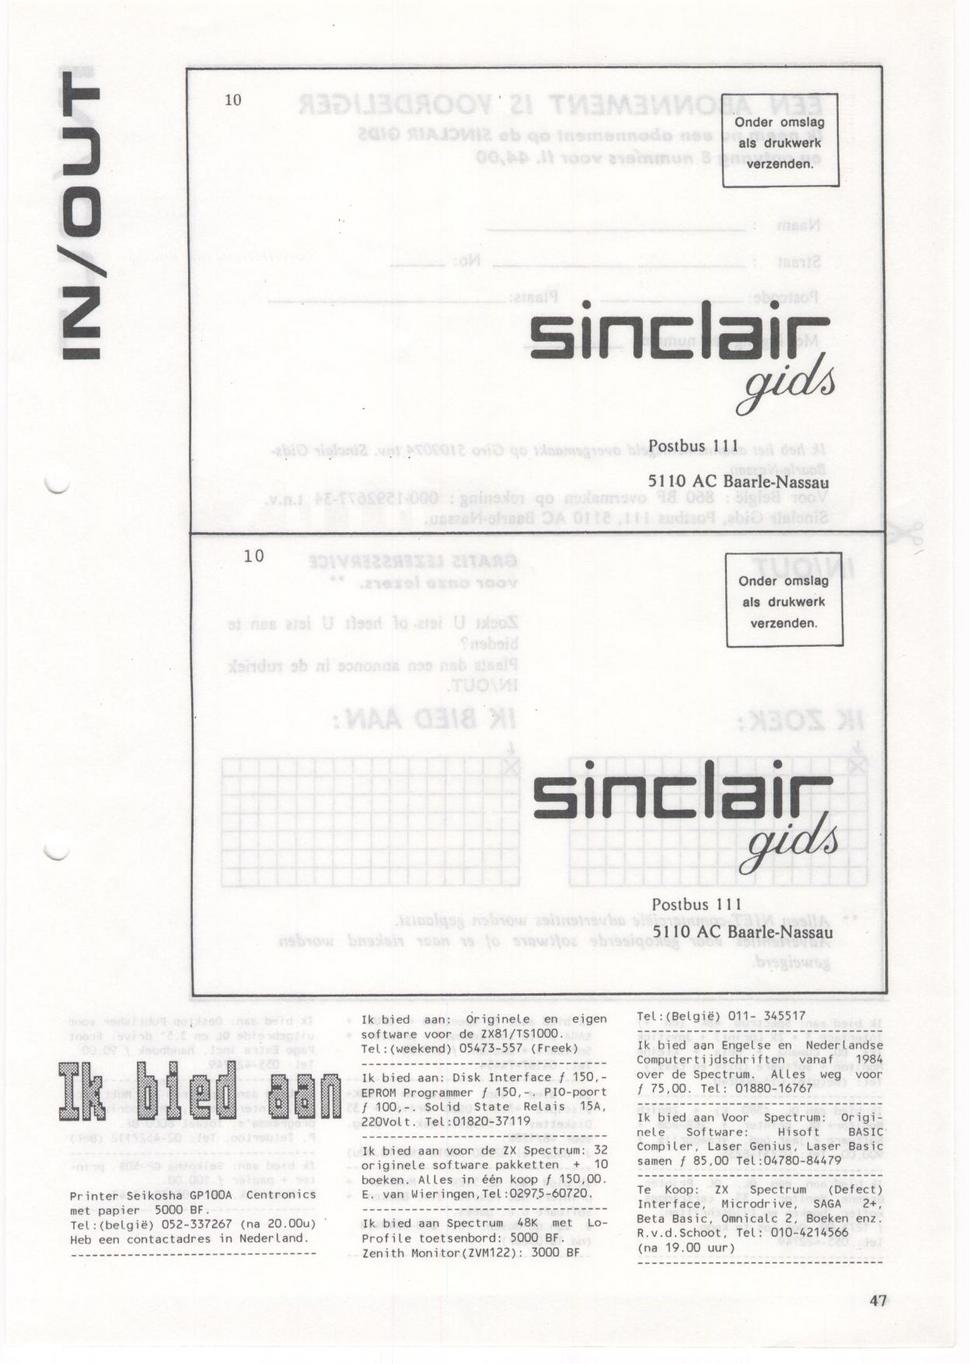 IN/OUT
10
Onder omslag
als drukwerk
verzenden.
sinclair
gids
Postbus 111
5110 AC Baarle-Nassau
10
Onder omslag
als drukwerk
verzenden.
sinclair
gids
Postbus 111
5110 AC Baarle-Nassau
Ik bied aan
Printer Seikosha GP100A Centronics
met papier 5000 BF.
Tel:(belgië) 052-337267 (na 20.00u)
Heb een contactadres in Nederland.
Ik bied aan: Originele en eigen
software voor de ZX81/TS1000.
Tel:(weekend) 05473-557 (Freek)
Ik bied aan: Disk Interface ƒ 150,-
EPROM Programmer ƒ 150,-. PIO-poort
ƒ 100,-. Solid State Relais 15A,
220Volt. Tel:01820-37119
Ik bied aan voor de ZX Spectrum: 32
originele software pakketten + 10
boeken. Alles in één koop ƒ 150,00.
E. van Wieringen,Tel:02975-60720.
Ik bied aan Spectrum 48K met Lo-
Profile toetsenbord: 5000 BF.
Zenith Monitor(ZVM122): 3000 BF
Tel:(België) 011- 345517
Ik bied aan Engelse en Nederlandse
Computertijdschriften vanaf 1984
over de Spectrum. Alles weg voor
ƒ 75,00. Tel: 01880-16767
Ik bied aan Voor Spectrum: Origi-
nele Software: Hisoft BASIC
Compiler, Laser Genius, Laser Basic
samen ƒ 85,00 Tel:04780-84479
Te Koop: ZX Spectrum (Defect)
Interface, Microdrive, SAGA 2+,
Beta Basic, Omnicalc 2, Boeken enz.
R.v.d.Schoot, Tel: 010-4214566
(na 19.00 uur)
47